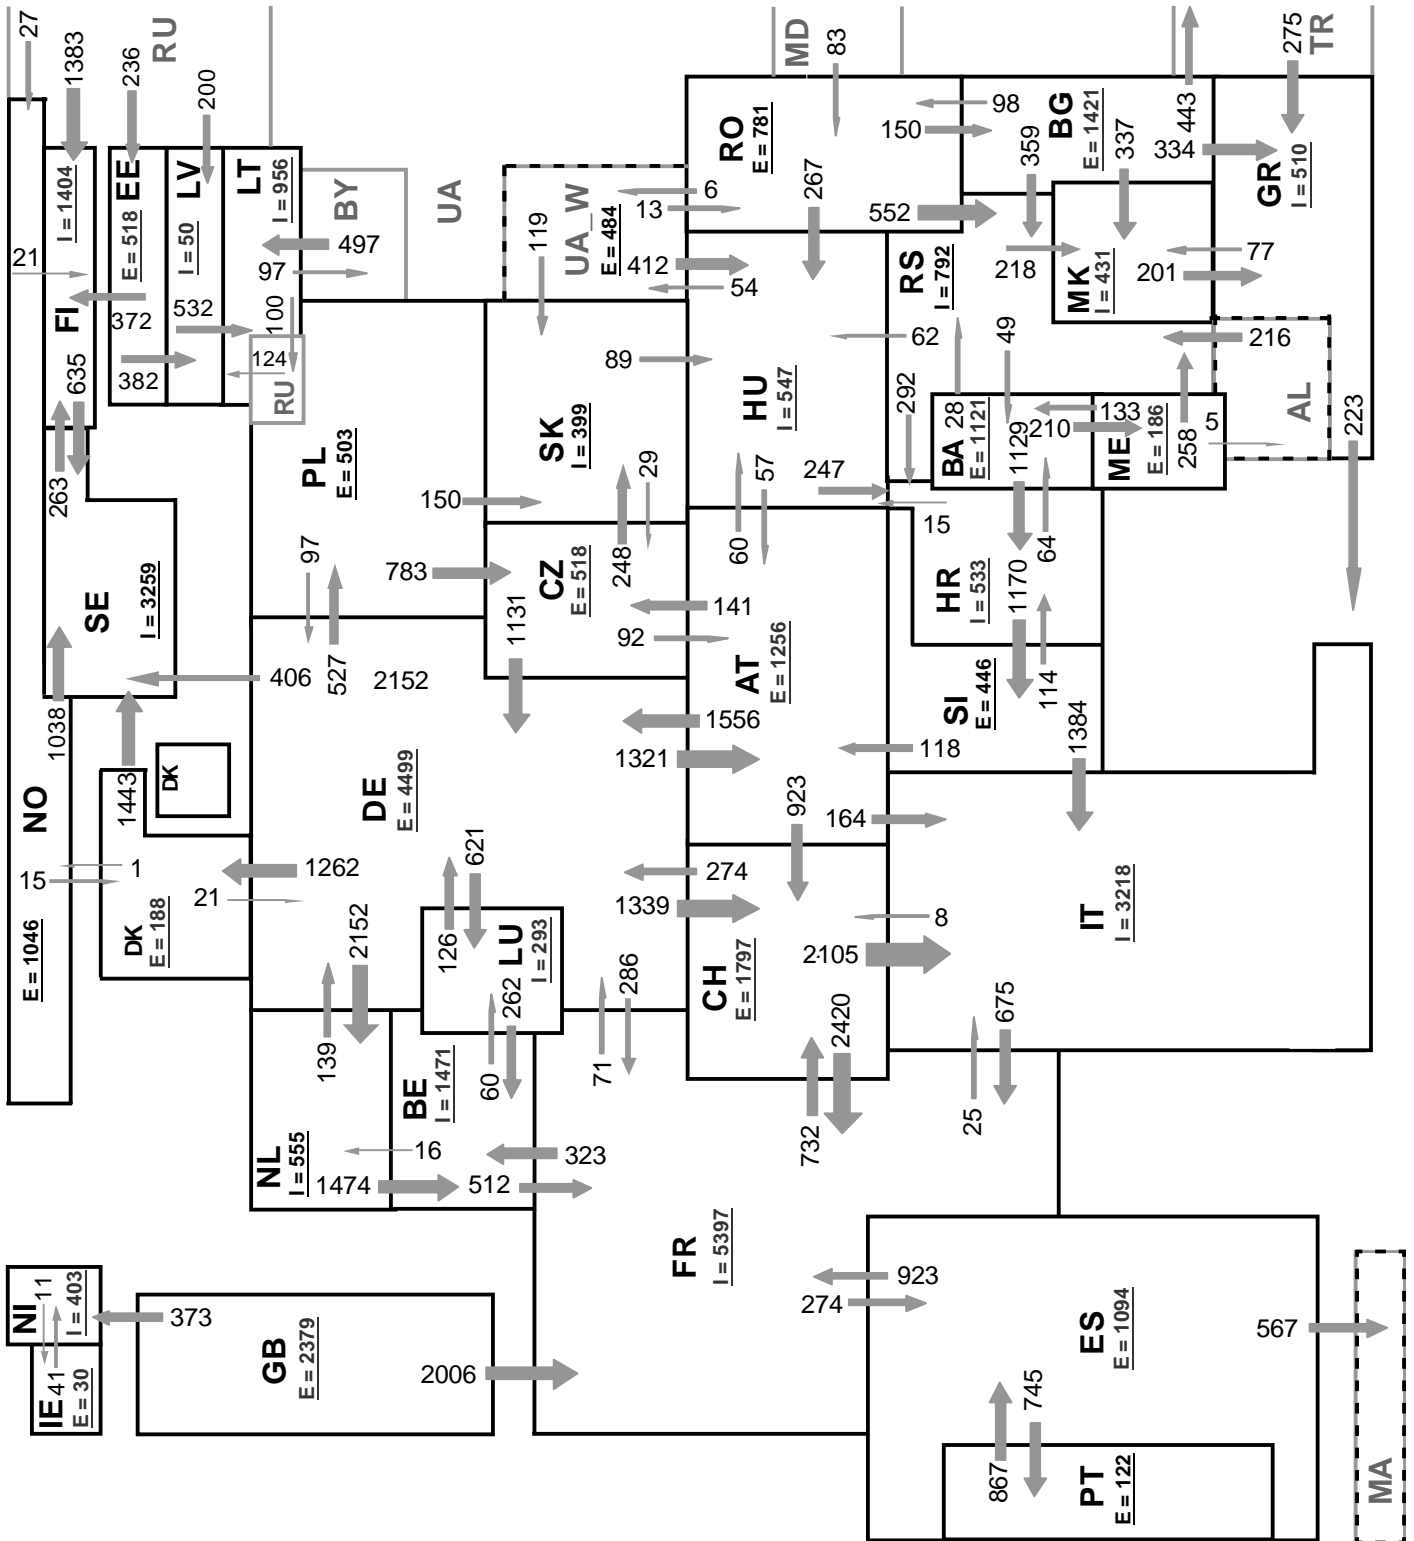 27
1383
236
RU
200
MD
83
443
275
TR
RO
E = 781
98
150
BG
E = 1421
359
337
334
GR
I = 510
I = 1404
EE
E = 518
LV
I = 50
LT
I = 956
BY
UA
UA_W
E = 484
119
6
13
267
552
21
FI
372
532
497
97
100
412
54
RS
I = 792
218
MK
I = 431
77
201
635
382
124
RU
89
62
49
216
HU
I = 547
292
SK
I = 399
PL
E = 503
BA
E = 1121
28
1129
133
210
ME
E = 186
258
5
AL
223
263
150
29
57
247
15
SE
I = 3259
97
783
CZ
E = 518
248
60
HR
I = 533
64
1170
141
92
1131
AT
E = 1256
1038
406
527
2152
SI
E = 446
114
1384
1443
DK
1556
1321
118
NO
E = 1046
DE
E = 4499
923
164
15
1
1262
21
DK
E = 188
621
126
274
1339
8
IT
I = 3218
2152
LU
I = 293
262
286
CH
E = 1797
2105
2420
675
139
BE
I = 1471
60
71
732
25
NL
I = 555
16
1474
323
512
FR
I = 5397
NI
11
I = 403
373
923
274
567
IE
41
E = 30
GB
E = 2379
2006
ES
E = 1094
745
867
PT
E = 122
MA